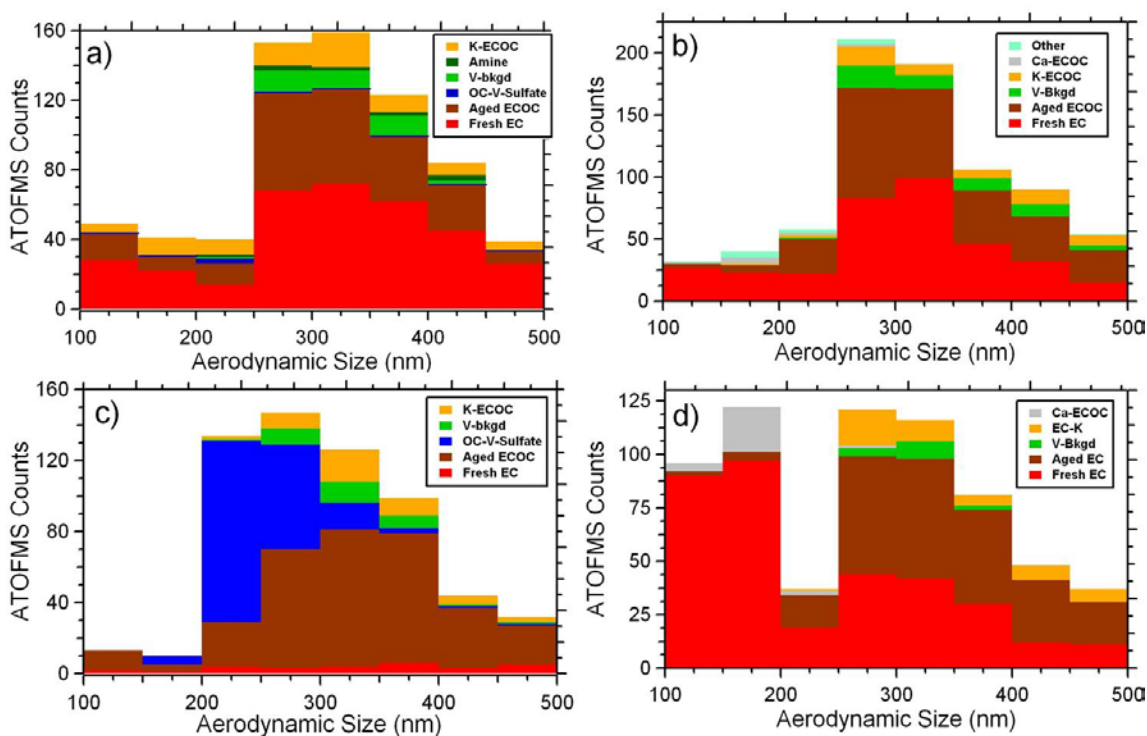 a)
160
120
80
40
0
ATOFMS Counts
K-ECOC
Amine
V-bkgd
OC-V-Sulfate
Aged ECOC
Fresh EC
100 200 300 400 500
Aerodynamic Size (nm)
b)
200
150
100
50
0
ATOFMS Counts
Other
Ca-ECOC
K-ECOC
V-Bkgd
Aged ECOC
Fresh EC
100 200 300 400 500
Aerodynamic Size (nm)
c)
160
120
80
40
0
ATOFMS Counts
K-ECOC
V-bkgd
OC-V-Sulfate
Aged ECOC
Fresh EC
100 200 300 400 500
Aerodynamic Size (nm)
d)
125
100
75
50
25
0
ATOFMS Counts
Ca-ECOC
EC-K
V-Bkgd
Aged EC
Fresh EC
100 200 300 400 500
Aerodynamic Size (nm)